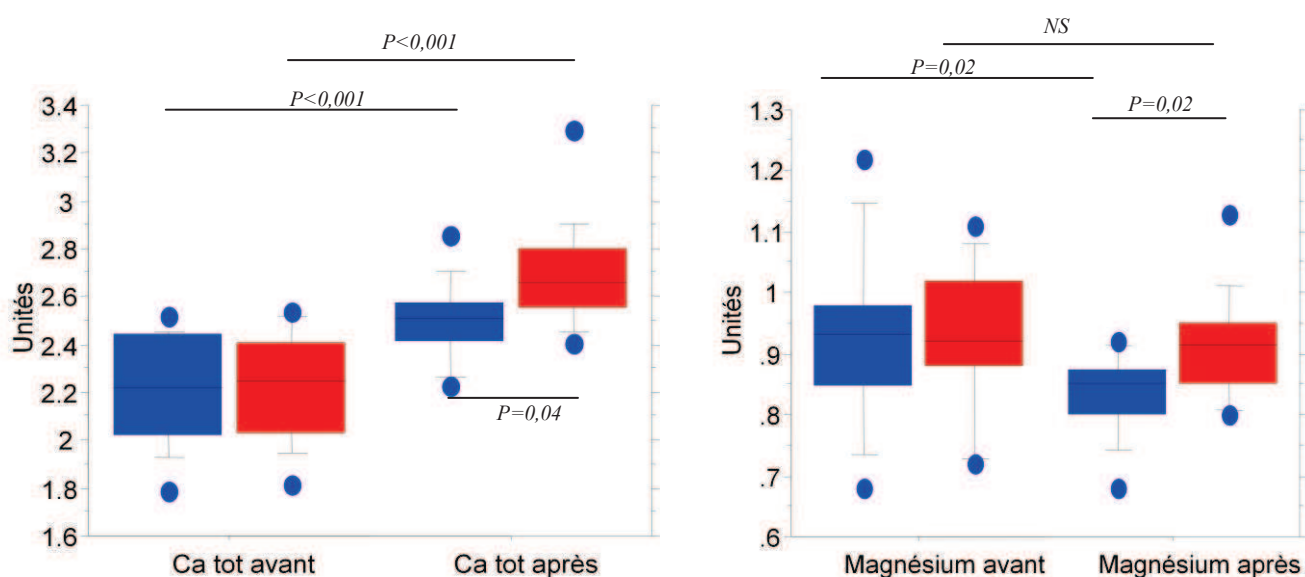 P<0,001
P<0,001
3.4
3.2
3
2.8
2.6
2.4
2.2
2
1.8
1.6
Unités
P=0,04
Ca tot avant
Ca tot après
NS
P=0,02
P=0,02
1.3
1.2
1.1
1
.9
.8
.7
.6
Unités
Magnésium avant
Magnésium après